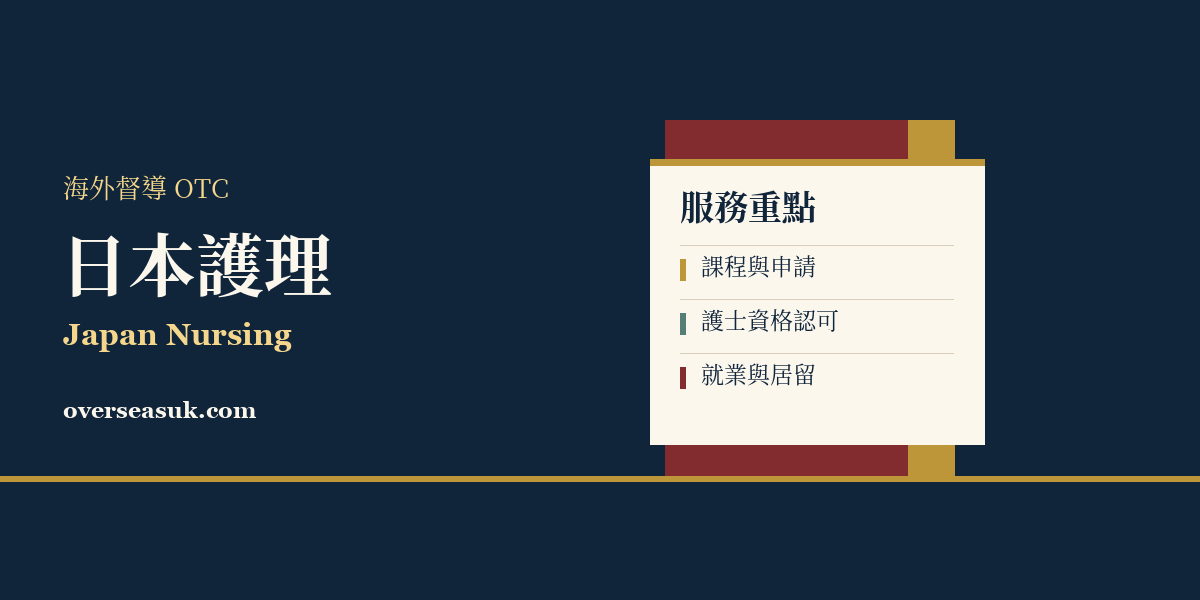 海外督導 OTC
日本護理
Japan Nursing
overseasuk.com
服務重點
課程與申請
護士資格認可
就業與居留